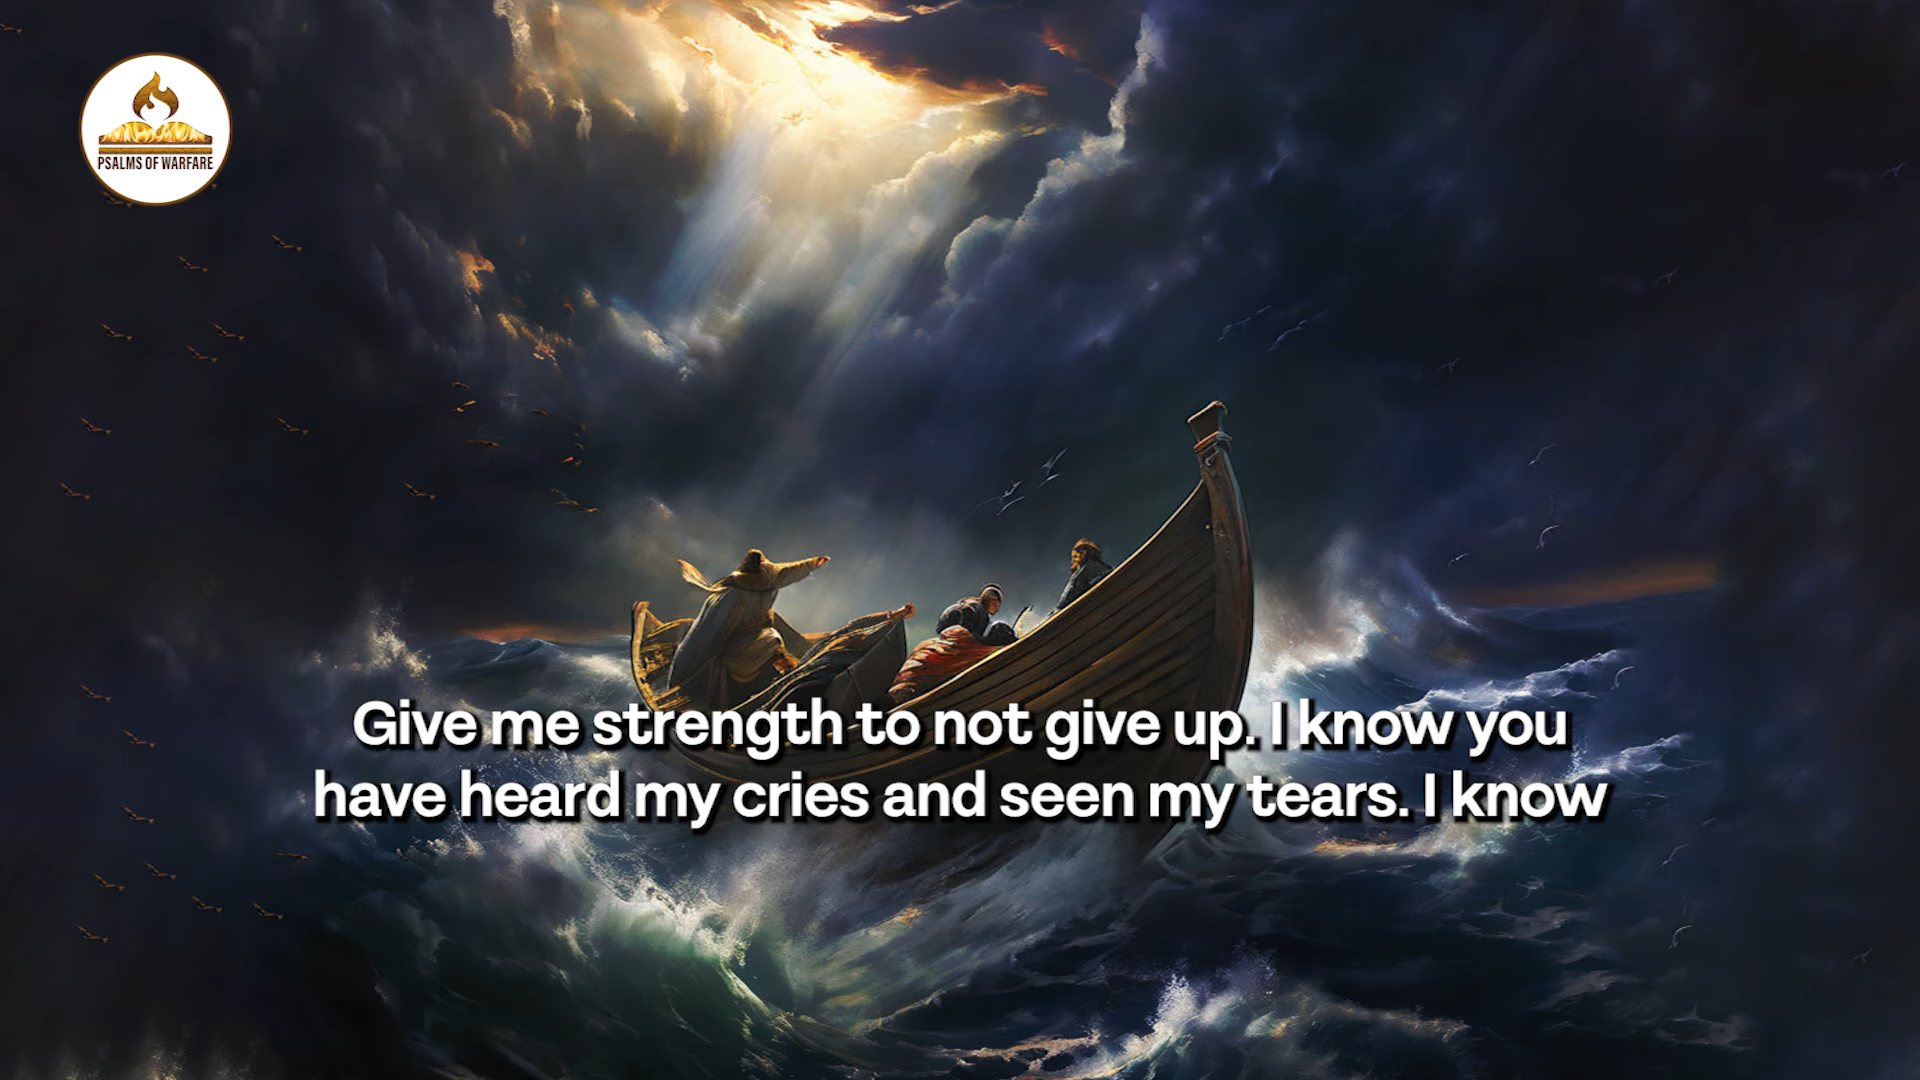 PSALMS OF WARFARE
Give me strength to not give up. I know you
have heard my cries and seen my tears. I know